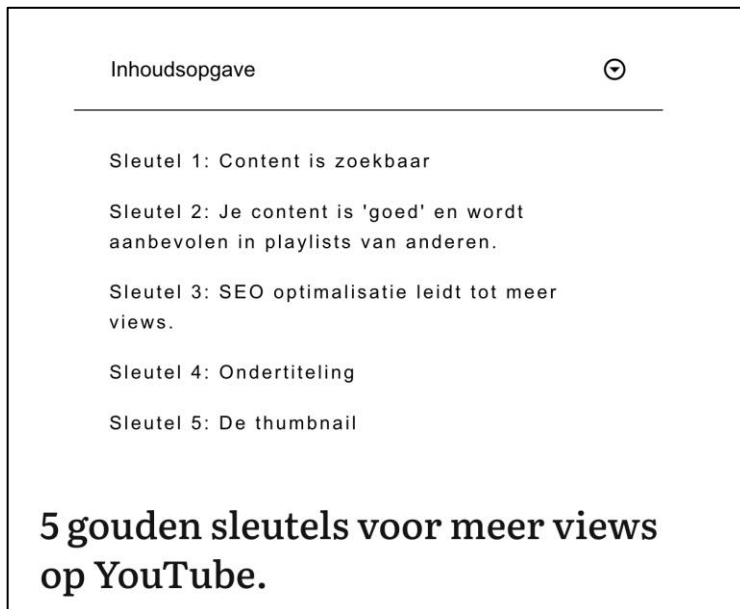 Inhoudsopgave
Sleutel 1: Content is zoekbaar
Sleutel 2: Je content is 'goed' en wordt
aanbevolen in playlists van anderen.
Sleutel 3: SEO optimalisatie leidt tot meer
views.
Sleutel 4: Ondertiteling
Sleutel 5: De thumbnail
5 gouden sleutels voor meer views
op YouTube.